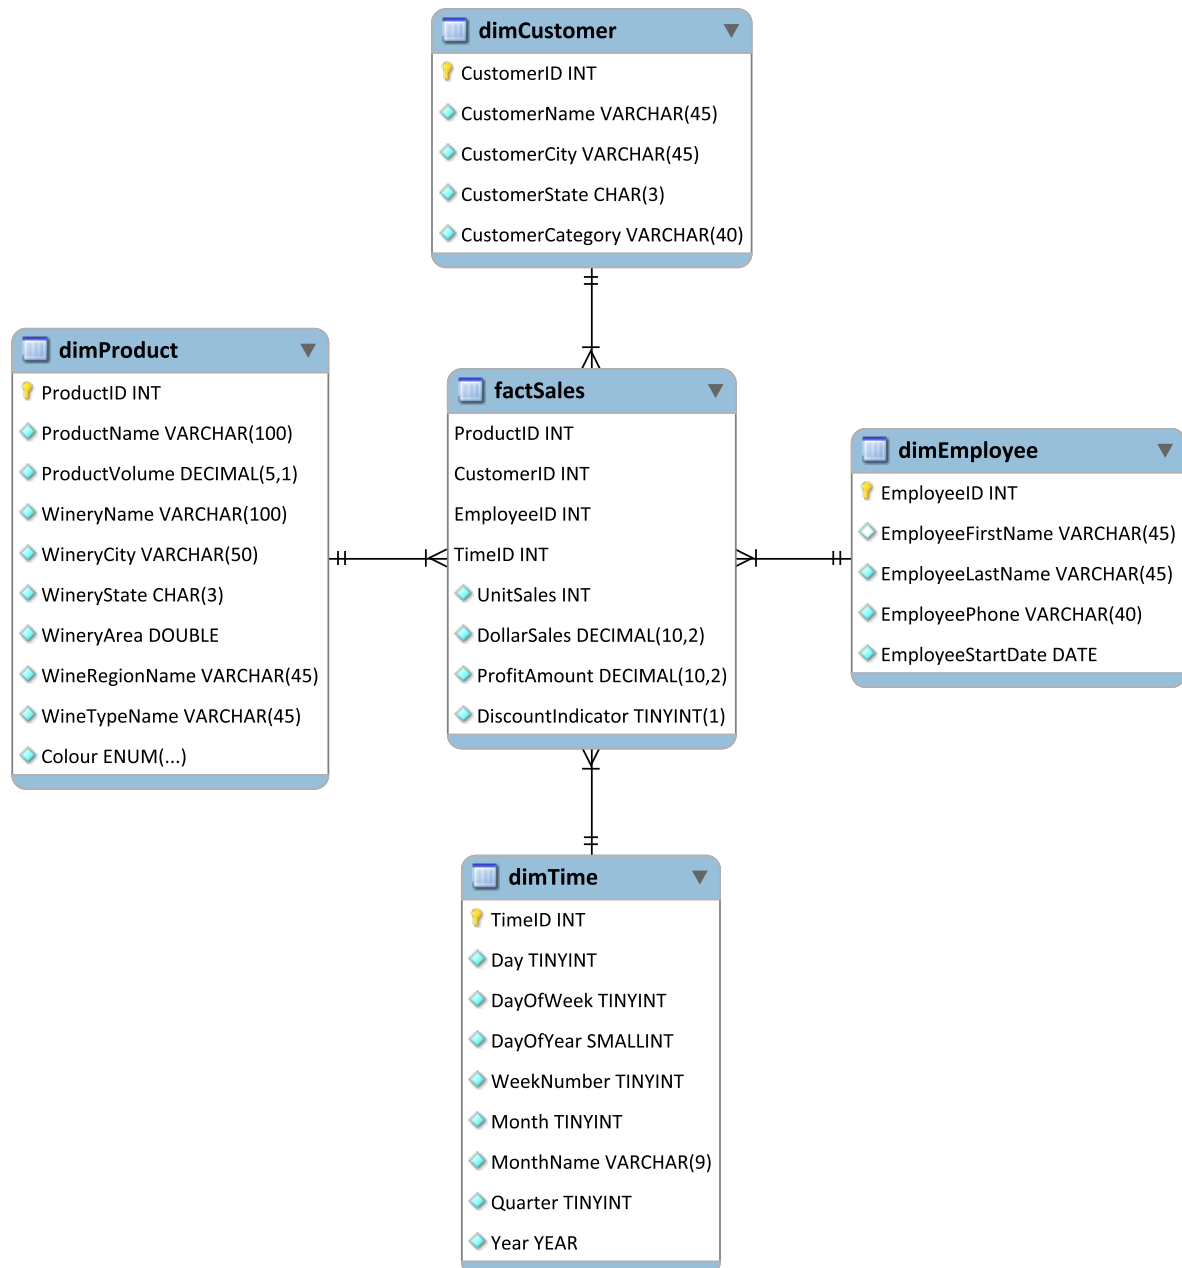 dimCustomer
CustomerID INT
CustomerName VARCHAR(45)
CustomerCity VARCHAR(45)
CustomerState CHAR(3)
CustomerCategory VARCHAR(40)
dimProduct
ProductID INT
ProductName VARCHAR(100)
ProductVolume DECIMAL(5,1)
WineryName VARCHAR(100)
WineryCity VARCHAR(50)
WineryState CHAR(3)
WineryArea DOUBLE
WineRegionName VARCHAR(45)
WineTypeName VARCHAR(45)
Colour ENUM(...)
factSales
ProductID INT
CustomerID INT
EmployeeID INT
TimeID INT
UnitSales INT
DollarSales DECIMAL(10,2)
ProfitAmount DECIMAL(10,2)
DiscountIndicator TINYINT(1)
dimEmployee
EmployeeID INT
EmployeeFirstName VARCHAR(45)
EmployeeLastName VARCHAR(45)
EmployeePhone VARCHAR(40)
EmployeeStartDate DATE
dimTime
TimeID INT
Day TINYINT
DayOfWeek TINYINT
DayOfYear SMALLINT
WeekNumber TINYINT
Month TINYINT
MonthName VARCHAR(9)
Quarter TINYINT
Year YEAR